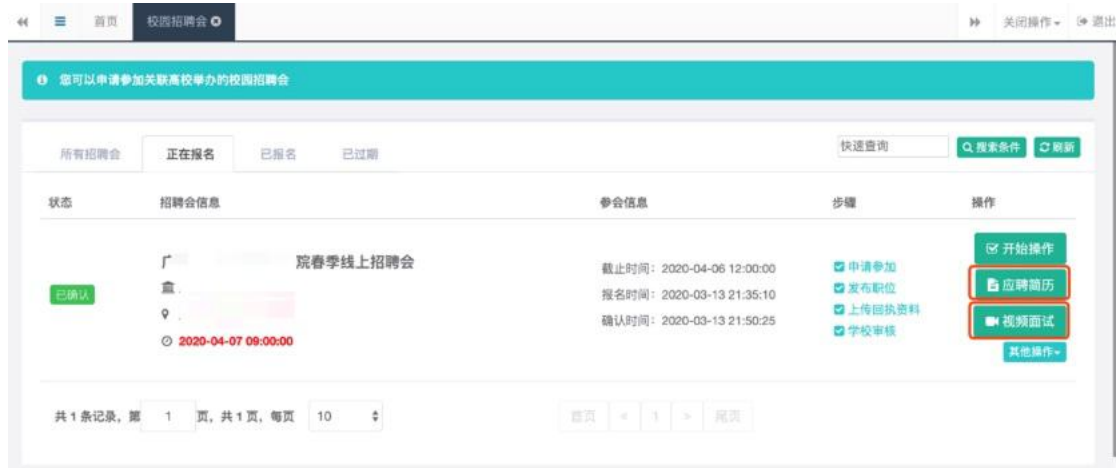 首页 校园招聘会 关闭操作 退出
您可以申请参加关联高校举办的校园招聘会
所有招聘会 正在报名 已报名 已过期 快速查询 搜索条件 刷新
状态 招聘会信息 参会信息 步骤 操作
已确认
广 院春季线上招聘会
2020-04-07 09:00:00
截止时间：2020-04-06 12:00:00
报名时间：2020-03-13 21:35:10
确认时间：2020-03-13 21:50:25
申请参加
发布职位
上传回执资料
学校审核
开始操作
应聘简历
视频面试
其他操作
共 1 条记录，第 1 页，共 1 页，每页 10
首页 « 1 » 尾页